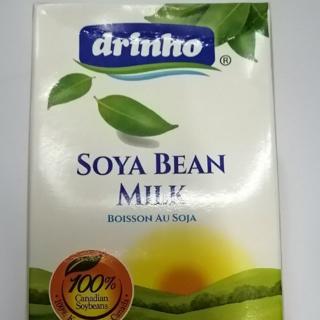 drinho
®
SOYA BEAN
MILK
BOISSON AU SOJA
100%
Canadian
Soybeans